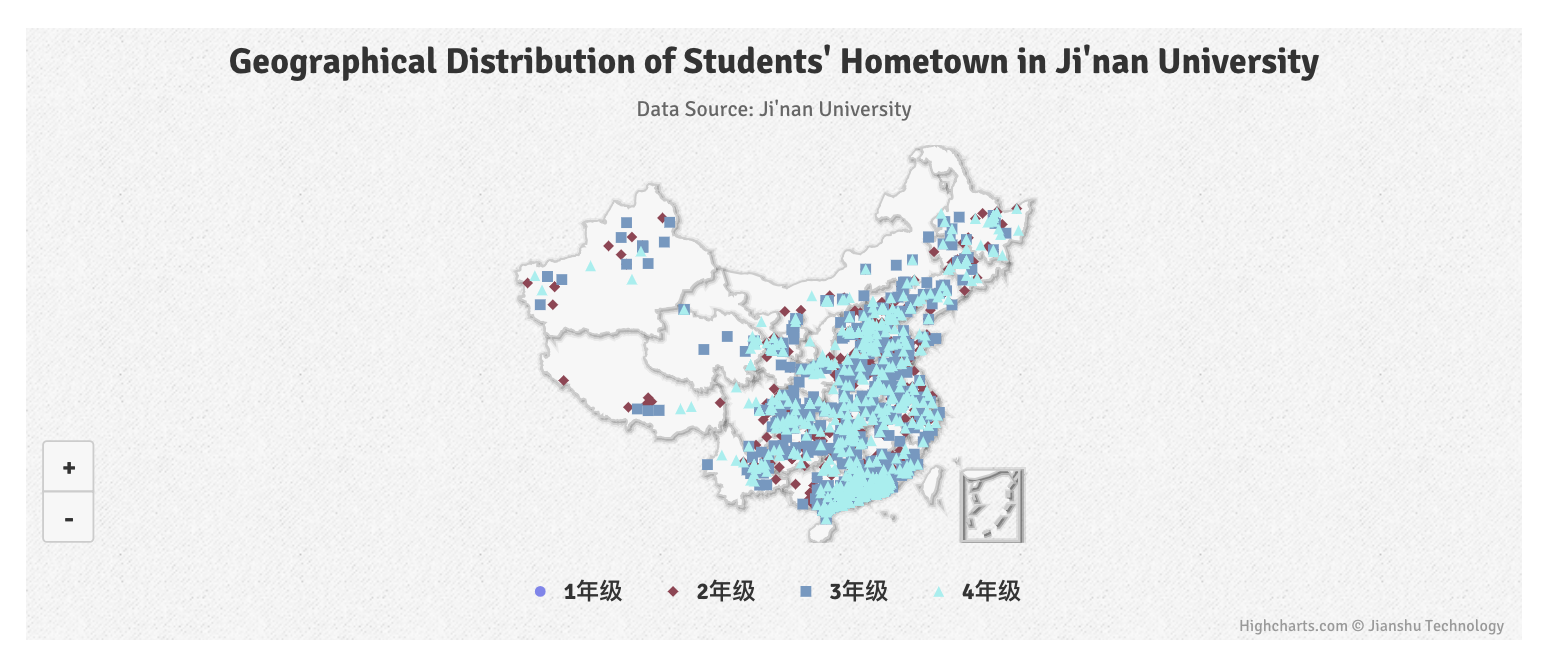 Geographical Distribution of Students' Hometown in Ji'nan University
Data Source: Ji'nan University
+
-
1年级 2年级 3年级 4年级
Highcharts.com © Jianshu Technology